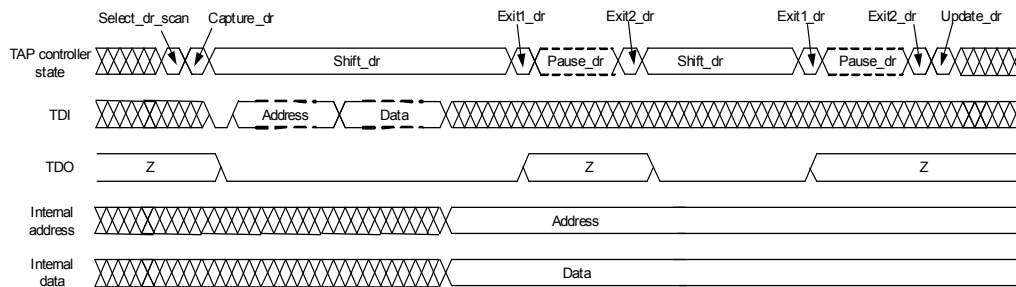 Select_dr_scan Capture_dr Exit1_dr Exit2_dr Exit1_dr Exit2_dr Update_dr
TAP controller
state
Shift_dr Pause_dr Shift_dr Pause_dr
TDI Address Data
TDO Z Z Z
Internal
address
Address
Internal
data
Data